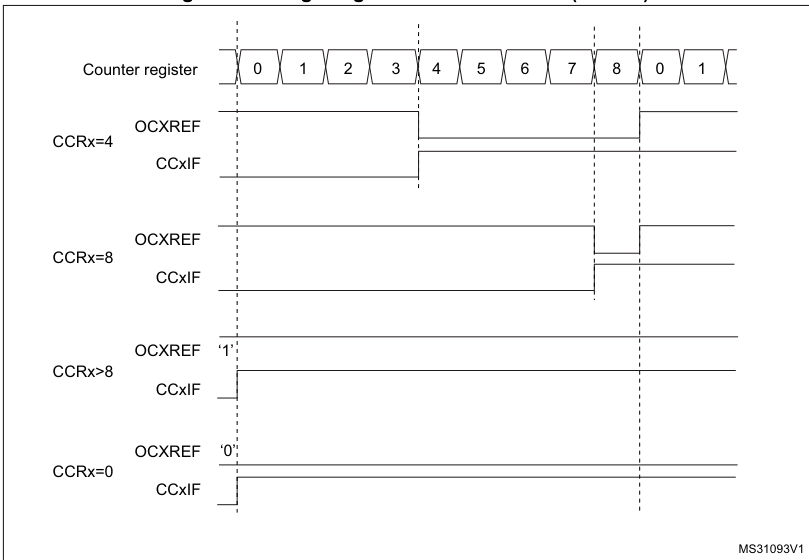 Counter register 0 1 2 3 4 5 6 7 8 0 1
OCXREF
CCRx=4
CCxIF
OCXREF
CCRx=8
CCxIF
OCXREF '1'
CCRx>8
CCxIF
OCXREF '0'
CCRx=0
CCxIF
MS31093V1